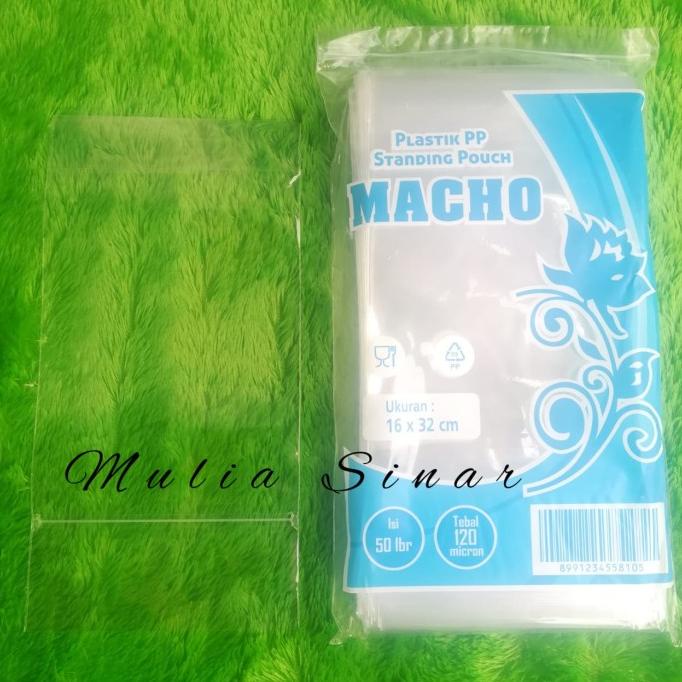 PLASTIK PP
STANDING POUCH
MACHO
PP
Ukuran :
16 x 32 cm
Mulia Sinar
Isi
50 lbr
Tebal
120
micron
8991234558105